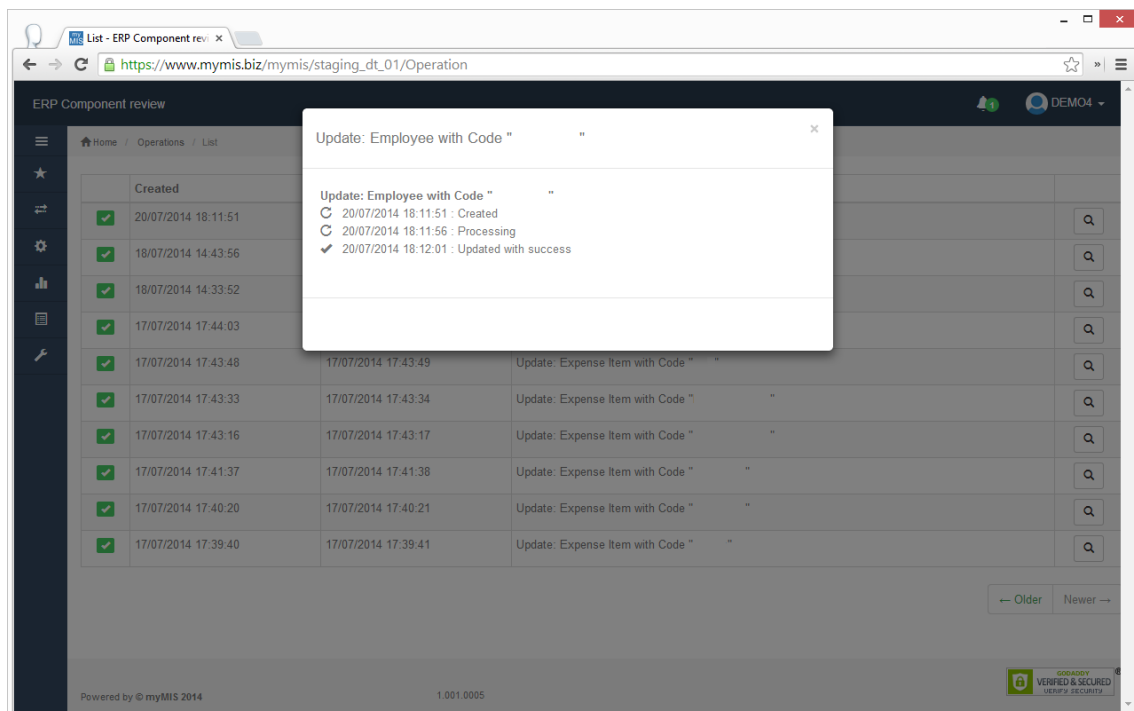 my MIS List - ERP Component revi
https://www.mymis.biz/mymis/staging_dt_01/Operation
ERP Component review
1 DEMO4
Home / Operations / List
Update: Employee with Code " "
Update: Employee with Code " "
20/07/2014 18:11:51 : Created
20/07/2014 18:11:56 : Processing
20/07/2014 18:12:01 : Updated with success
Created
20/07/2014 18:11:51
18/07/2014 14:43:56
18/07/2014 14:33:52
17/07/2014 17:44:03
17/07/2014 17:43:48 17/07/2014 17:43:49 Update: Expense Item with Code " "
17/07/2014 17:43:33 17/07/2014 17:43:34 Update: Expense Item with Code " "
17/07/2014 17:43:16 17/07/2014 17:43:17 Update: Expense Item with Code " "
17/07/2014 17:41:37 17/07/2014 17:41:38 Update: Expense Item with Code " "
17/07/2014 17:40:20 17/07/2014 17:40:21 Update: Expense Item with Code " "
17/07/2014 17:39:40 17/07/2014 17:39:41 Update: Expense Item with Code " "
← Older Newer →
Powered by © myMIS 2014 1.001.0005
GODADDY
VERIFIED & SECURED
VERIFY SECURITY